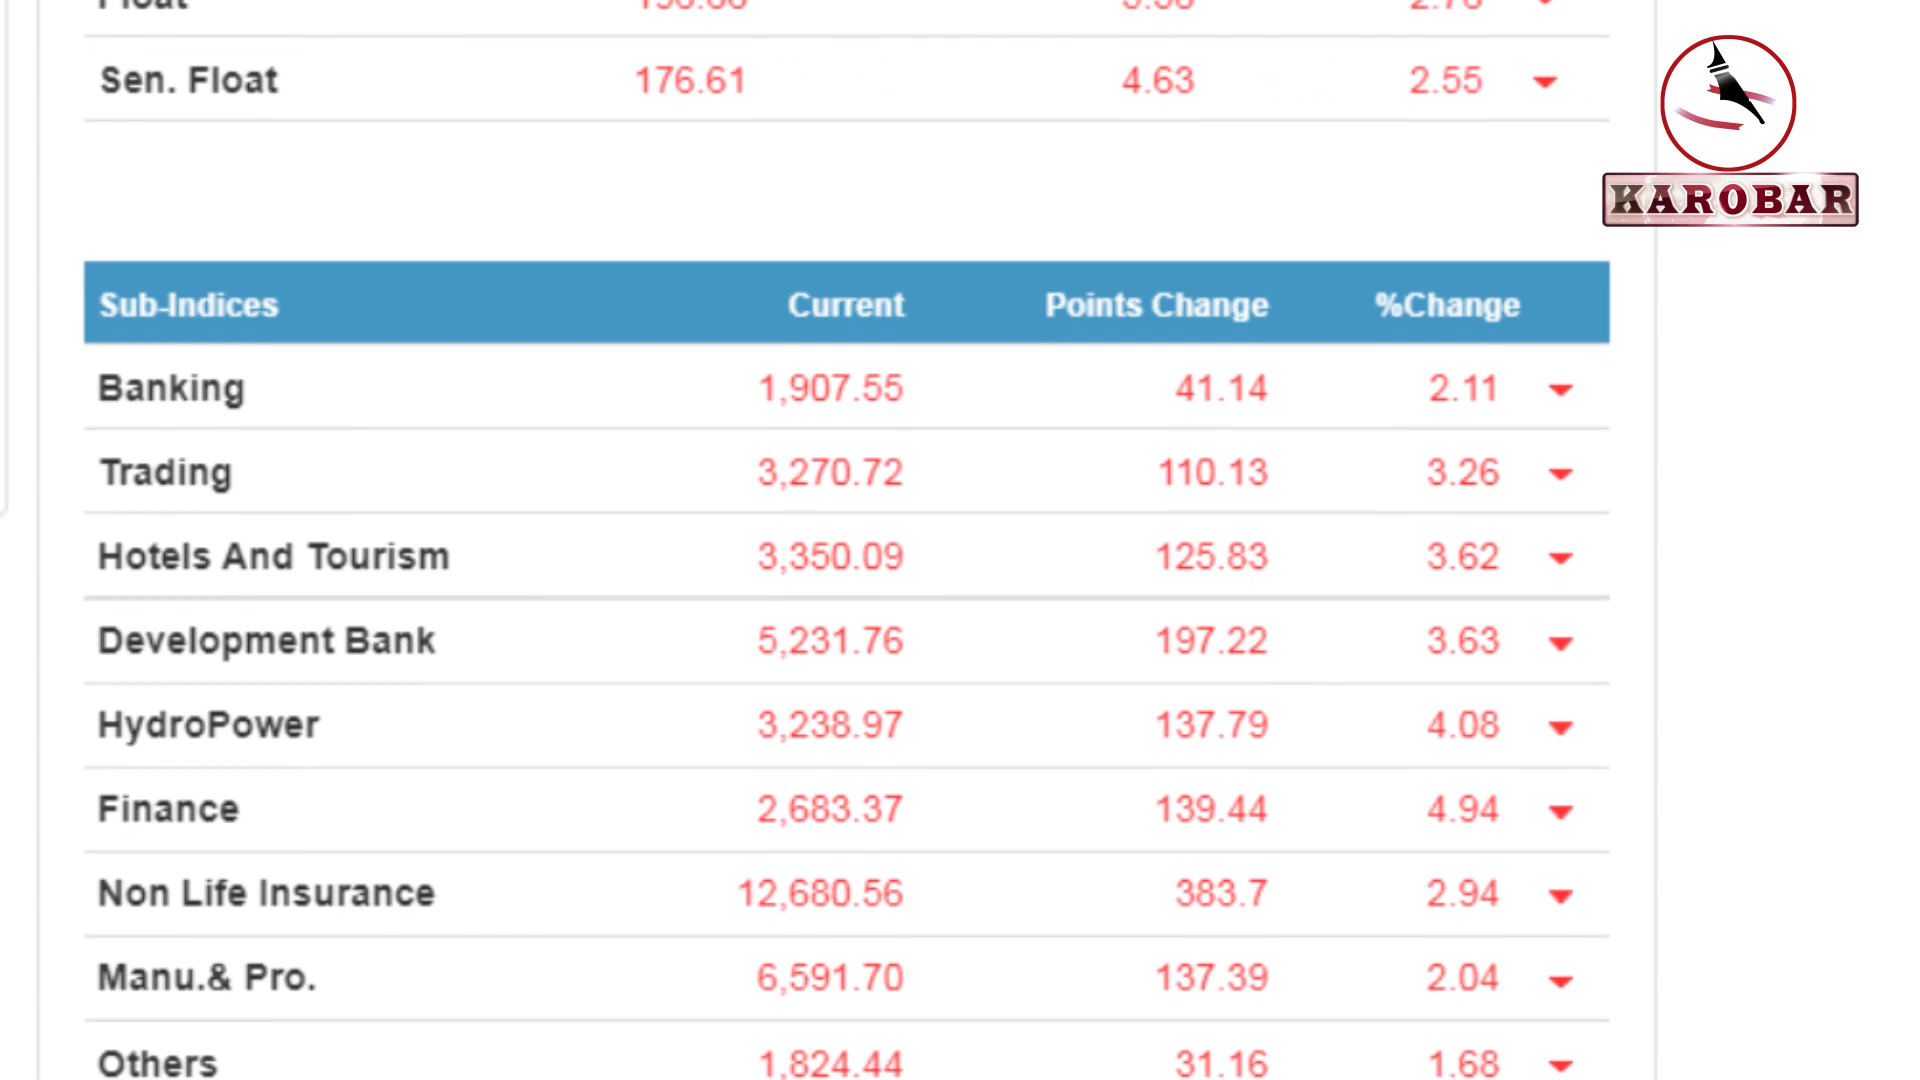 Float
Sen. Float 176.61 4.63 2.55
KAROBAR
Sub-Indices Current Points Change %Change
Banking 1,907.55 41.14 2.11
Trading 3,270.72 110.13 3.26
Hotels And Tourism 3,350.09 125.83 3.62
Development Bank 5,231.76 197.22 3.63
HydroPower 3,238.97 137.79 4.08
Finance 2,683.37 139.44 4.94
Non Life Insurance 12,680.56 383.7 2.94
Manu.& Pro. 6,591.70 137.39 2.04
Others 1,824.44 31.16 1.68